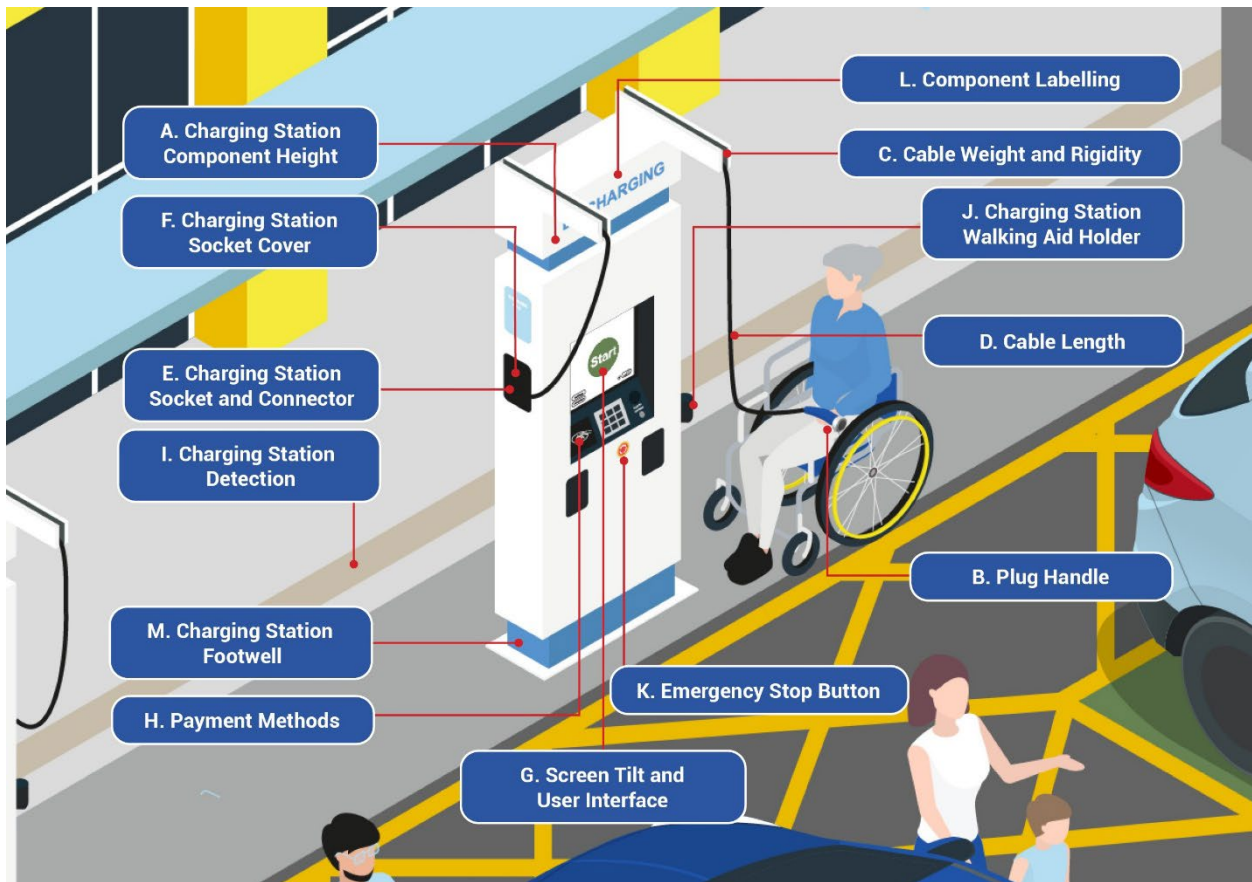 L. Component Labelling
A. Charging Station
Component Height
C. Cable Weight and Rigidity
CHARGING
F. Charging Station
Socket Cover
J. Charging Station
Walking Aid Holder
D. Cable Length
Start
E. Charging Station
Socket and Connector
I. Charging Station
Detection
B. Plug Handle
M. Charging Station
Footwell
K. Emergency Stop Button
H. Payment Methods
G. Screen Tilt and
User Interface